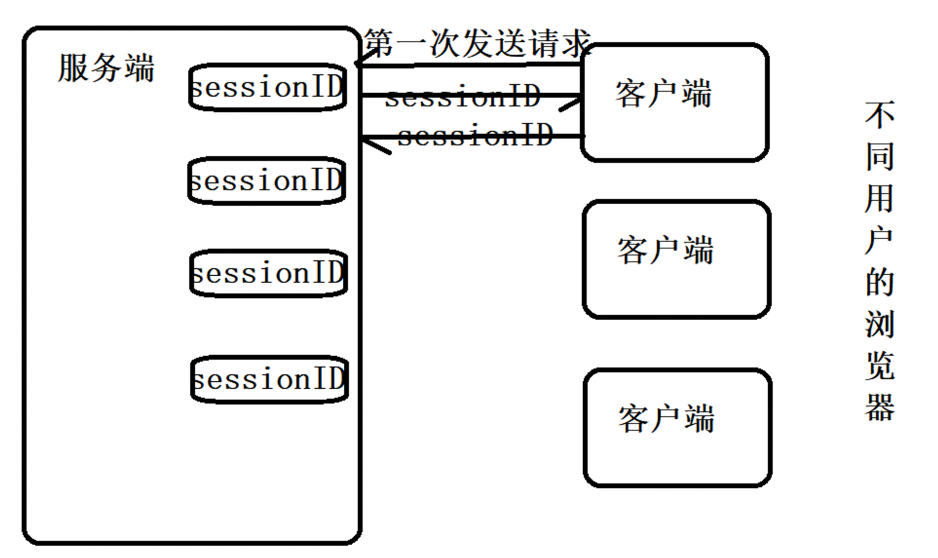 服务端
sessionID
sessionID
sessionID
sessionID
第一次发送请求
sessionID
sessionID
客户端
客户端
客户端
不同用户的浏览器